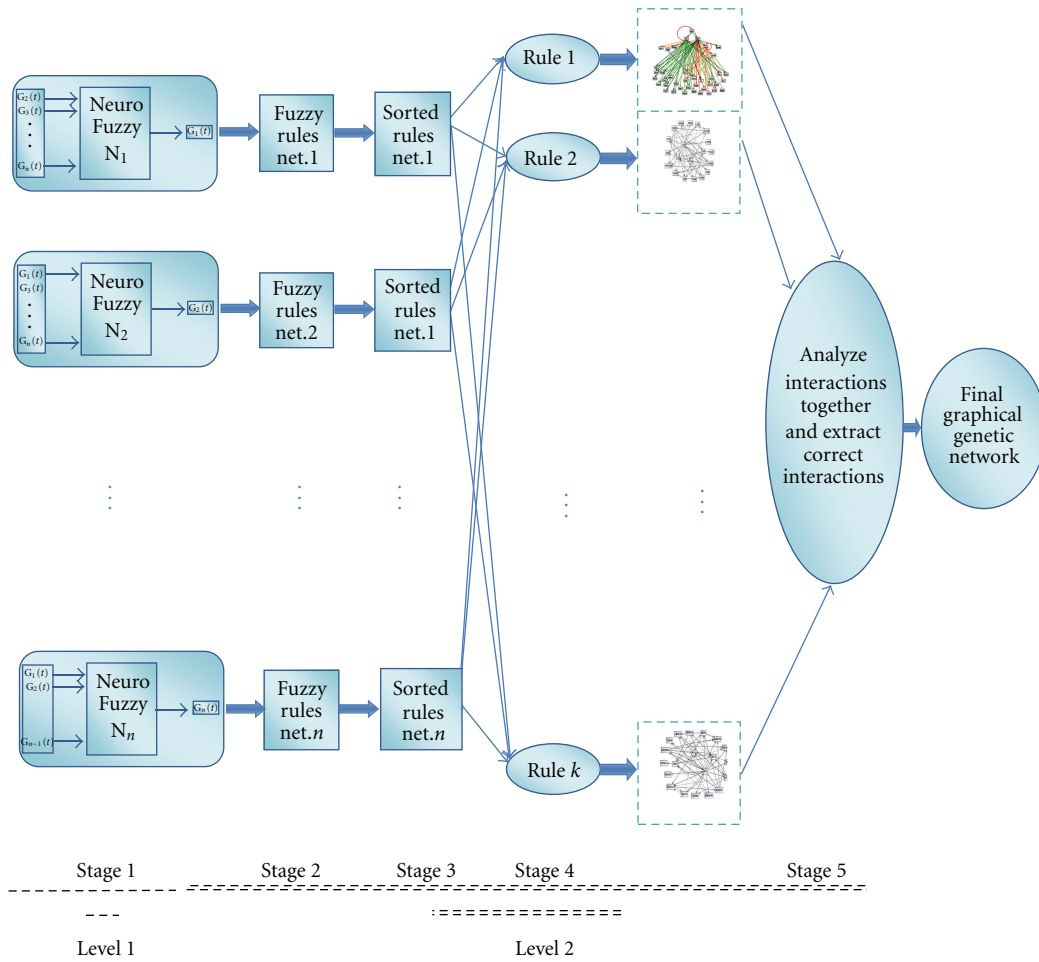 G₂(t)
G₃(t)
Gₙ(t)
Neuro
Fuzzy
N₁
G₁(t)
Fuzzy
rules
net.1
Sorted
rules
net.1
Rule 1
Rule 2
G₁(t)
G₃(t)
Gₙ(t)
Neuro
Fuzzy
N₂
G₂(t)
Fuzzy
rules
net.2
Sorted
rules
net.1
Analyze
interactions
together
and extract
correct
interactions
Final
graphical
genetic
network
G₁(t)
G₂(t)
Gₙ₋₁(t)
Neuro
Fuzzy
Nₙ
Gₙ(t)
Fuzzy
rules
net.n
Sorted
rules
net.n
Rule k
Stage 1
Stage 2
Stage 3
Stage 4
Stage 5
Level 1
Level 2